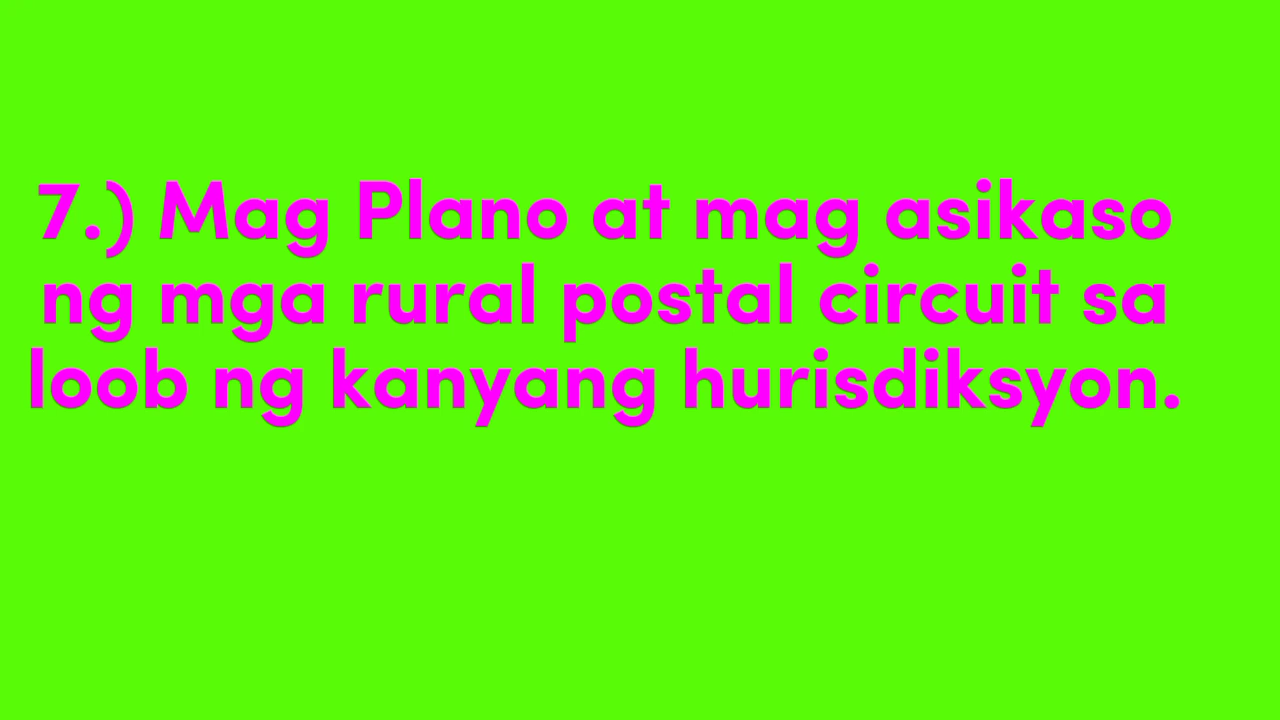 7.) Mag Plano at mag asikaso
ng mga rural postal circuit sa
loob ng kanyang hurisdiksyon.